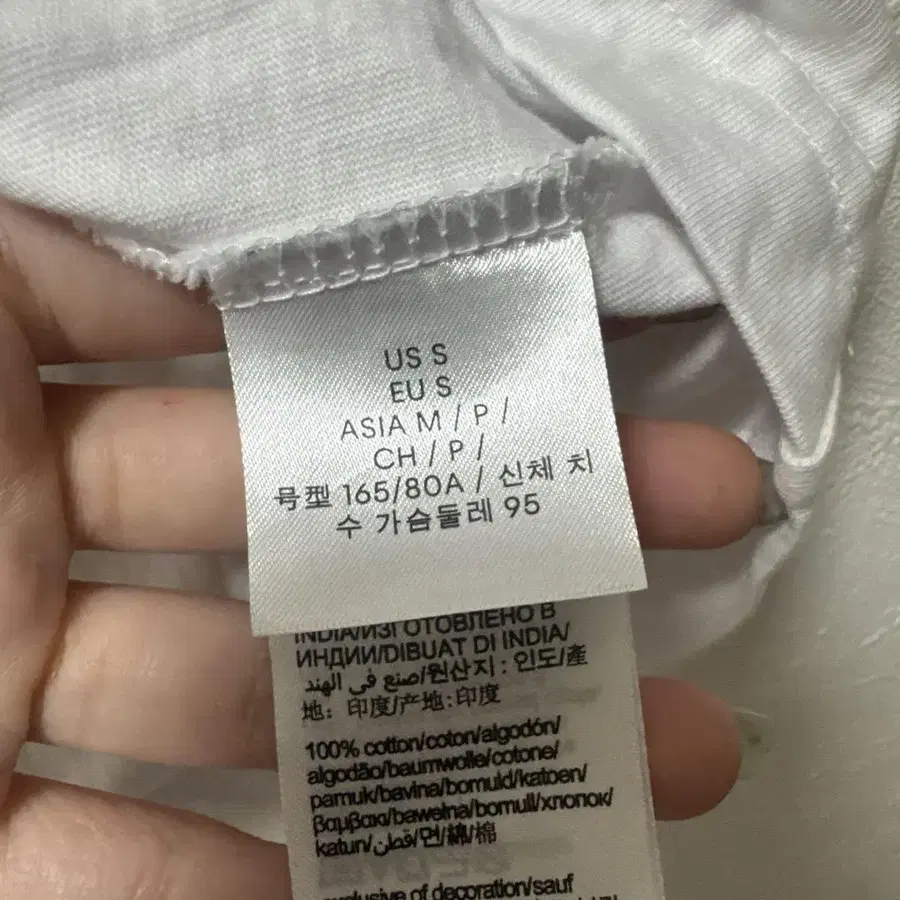 US S
EU S
ASIA M / P /
CH / P /
号型 165/80A / 신체 치
수 가슴둘레 95
INDIA/ИЗГОТОВЛЕНО В
ИНДИИ/DIBUAT DI INDIA/
صنع في الهند/원산지 : 인도/產
地: 印度/产地:印度
100% cotton/coton/algodón/
algodão/baumwolle/cotone/
pamuk/bavlna/bomuld/katoen/
βαμβακι/bawełna/bomull/хлопок/
katun/قطن/면/綿/棉
exclusive of decoration/sauf